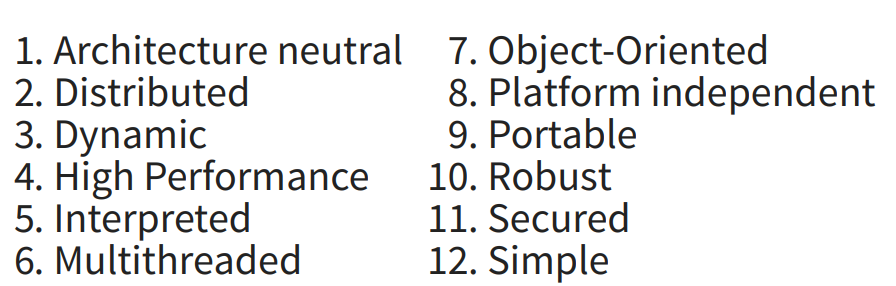 1. Architecture neutral
2. Distributed
3. Dynamic
4. High Performance
5. Interpreted
6. Multithreaded
7. Object-Oriented
8. Platform independent
9. Portable
10. Robust
11. Secured
12. Simple